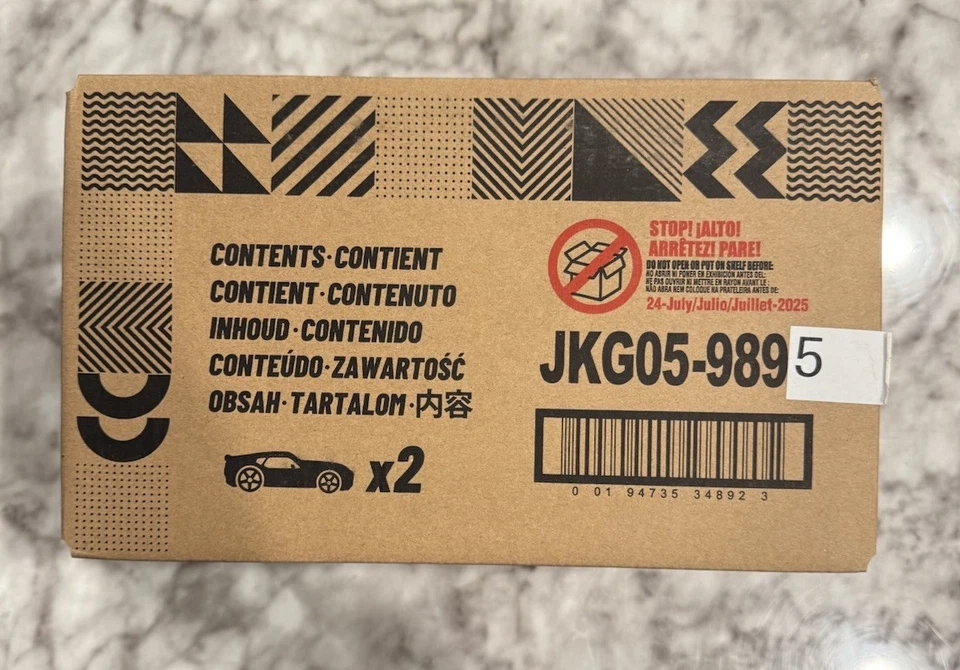 CONTENTS·CONTIENT
CONTIENT·CONTENUTO
INHOUD·CONTENIDO
CONTEÚDO·ZAWARTOŚĆ
OBSAH·TARTALOM·内容
x2
STOP! ¡ALTO!
ARRÊTEZ! PARE!
DO NOT OPEN OR PUT ON SHELF BEFORE:
NO ABRIR NI PONER EN EXHIBICIÓN ANTES DEL:
NE PAS OUVRIR NI METTRE EN RAYON AVANT LE :
NÃO ABRA NEM COLOQUE NA PRATELEIRA ANTES DE:
24-July/Julio/Juillet-2025
JKG05-9895
0 01 94735 34892 3